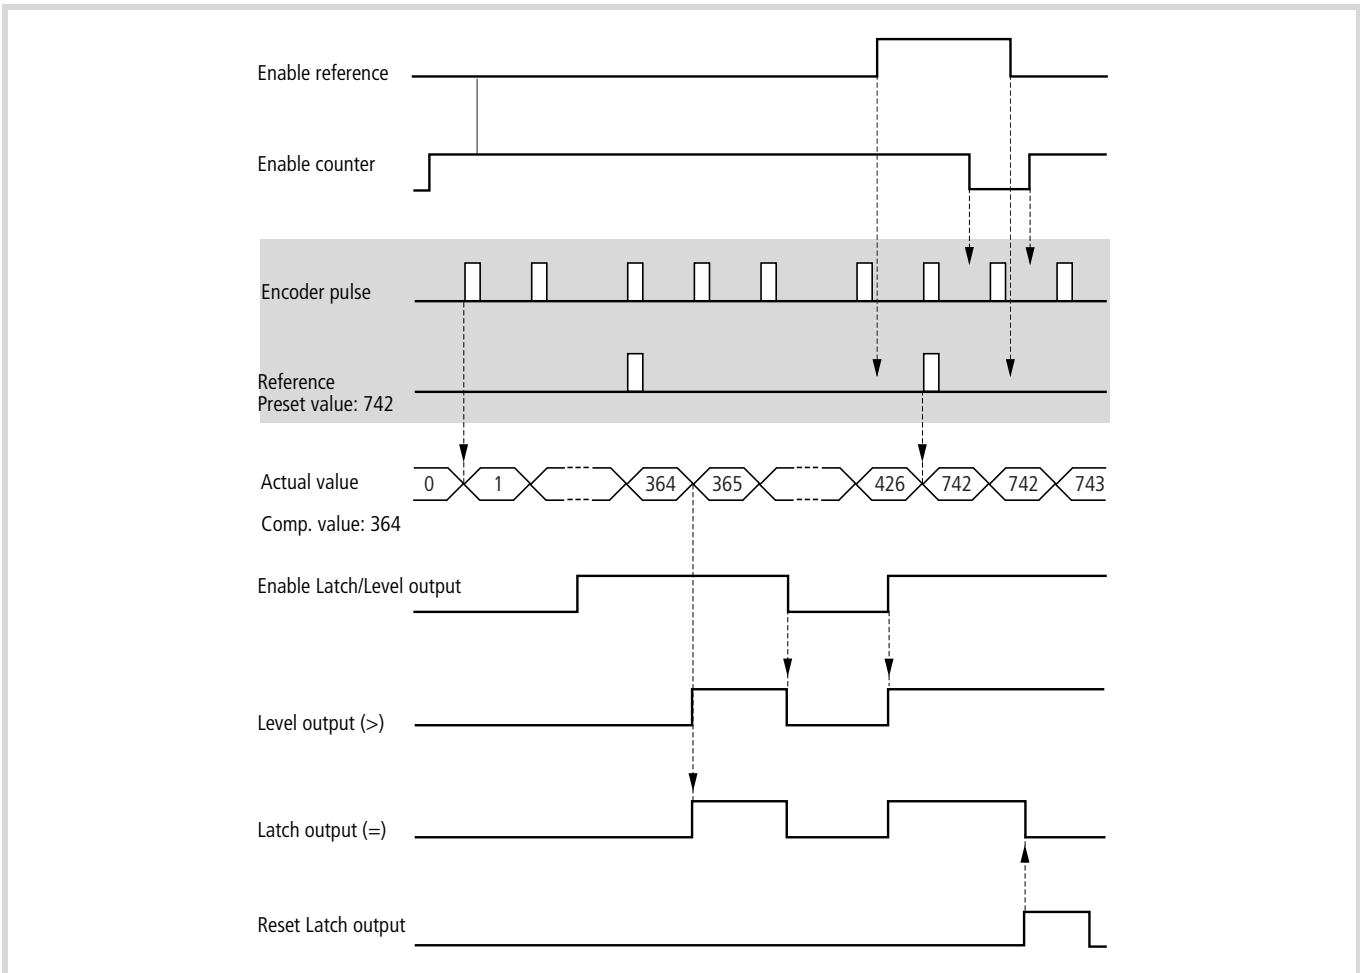 Enable reference
Enable counter
Encoder pulse
Reference
Preset value: 742
Actual value
0 1 364 365 426 742 742 743
Comp. value: 364
Enable Latch/Level output
Level output (>)
Latch output (=)
Reset Latch output